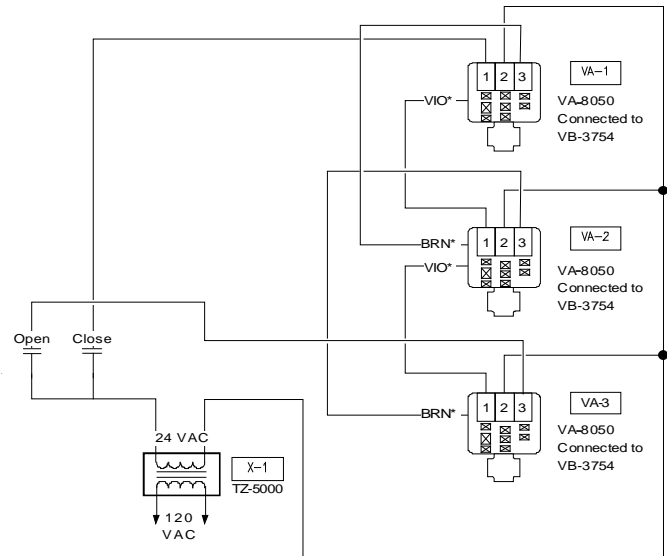 1 2 3
VA-1
VIO*
VA-8050
Connected to
VB-3754
1 2 3
VA-2
BRN*
VIO*
VA-8050
Connected to
VB-3754
Open
Close
1 2 3
VA-3
BRN*
VA-8050
Connected to
VB-3754
24 VAC
X-1
TZ-5000
120
VAC